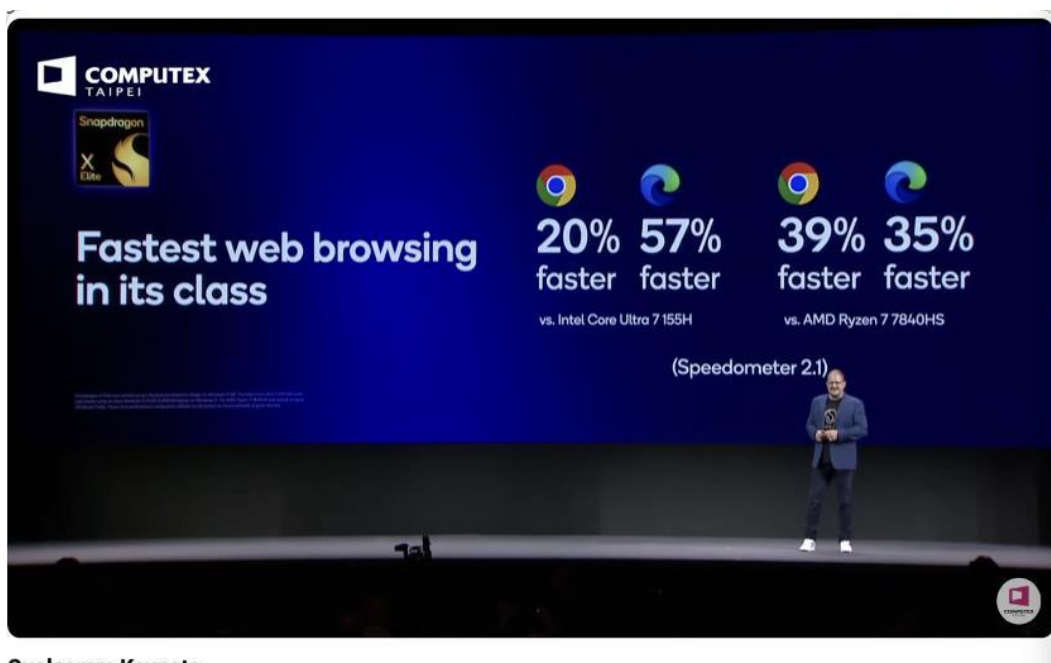 COMPUTEX
TAIPEI
Snapdragon
X
Elite
Fastest web browsing
in its class
20% 57%
faster faster
vs. Intel Core Ultra 7 155H
39% 35%
faster faster
vs. AMD Ryzen 7 7840HS
(Speedometer 2.1)
COMPUTEX